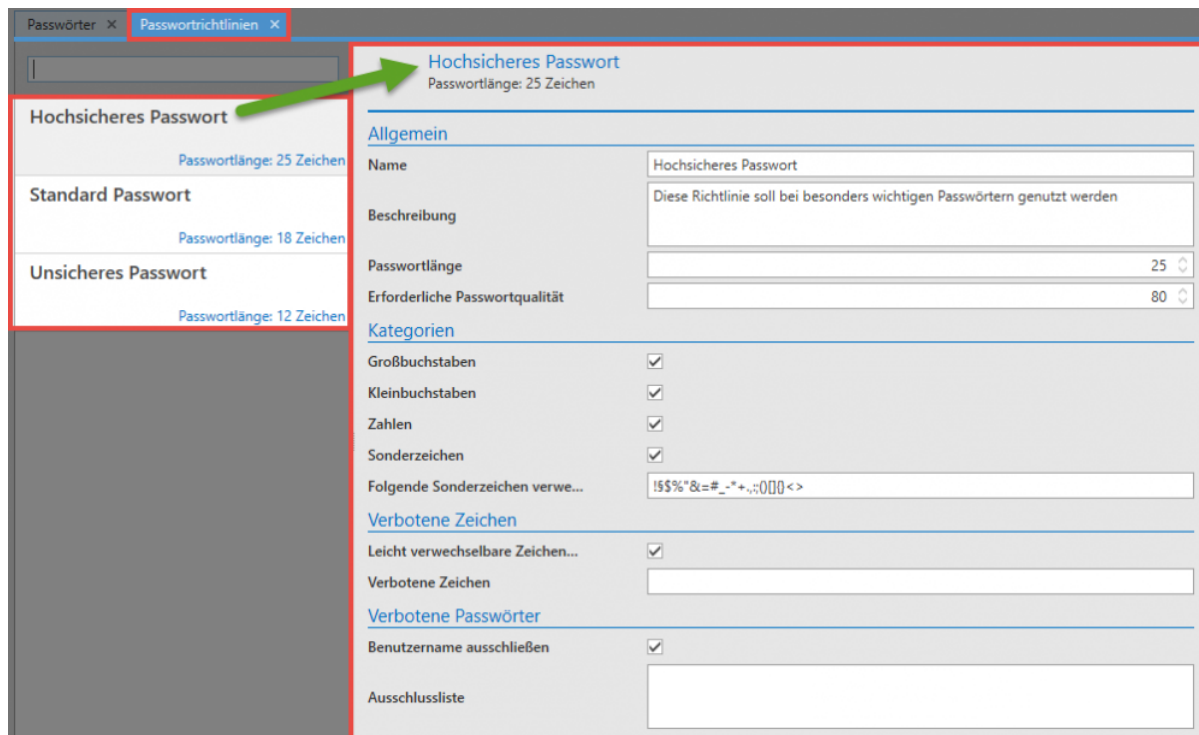 Passwörter
Passwortrichtlinien
Hochsicheres Passwort
Passwortlänge: 25 Zeichen
Standard Passwort
Passwortlänge: 18 Zeichen
Unsicheres Passwort
Passwortlänge: 12 Zeichen
Hochsicheres Passwort
Passwortlänge: 25 Zeichen
Allgemein
Name Hochsicheres Passwort
Beschreibung Diese Richtlinie soll bei besonders wichtigen Passwörtern genutzt werden
Passwortlänge 25
Erforderliche Passwortqualität 80
Kategorien
Großbuchstaben
Kleinbuchstaben
Zahlen
Sonderzeichen
Folgende Sonderzeichen verwe... !§$%"&=#_-*+.,:;()[]{}<>
Verbotene Zeichen
Leicht verwechselbare Zeichen...
Verbotene Zeichen
Verbotene Passwörter
Benutzername ausschließen
Ausschlussliste